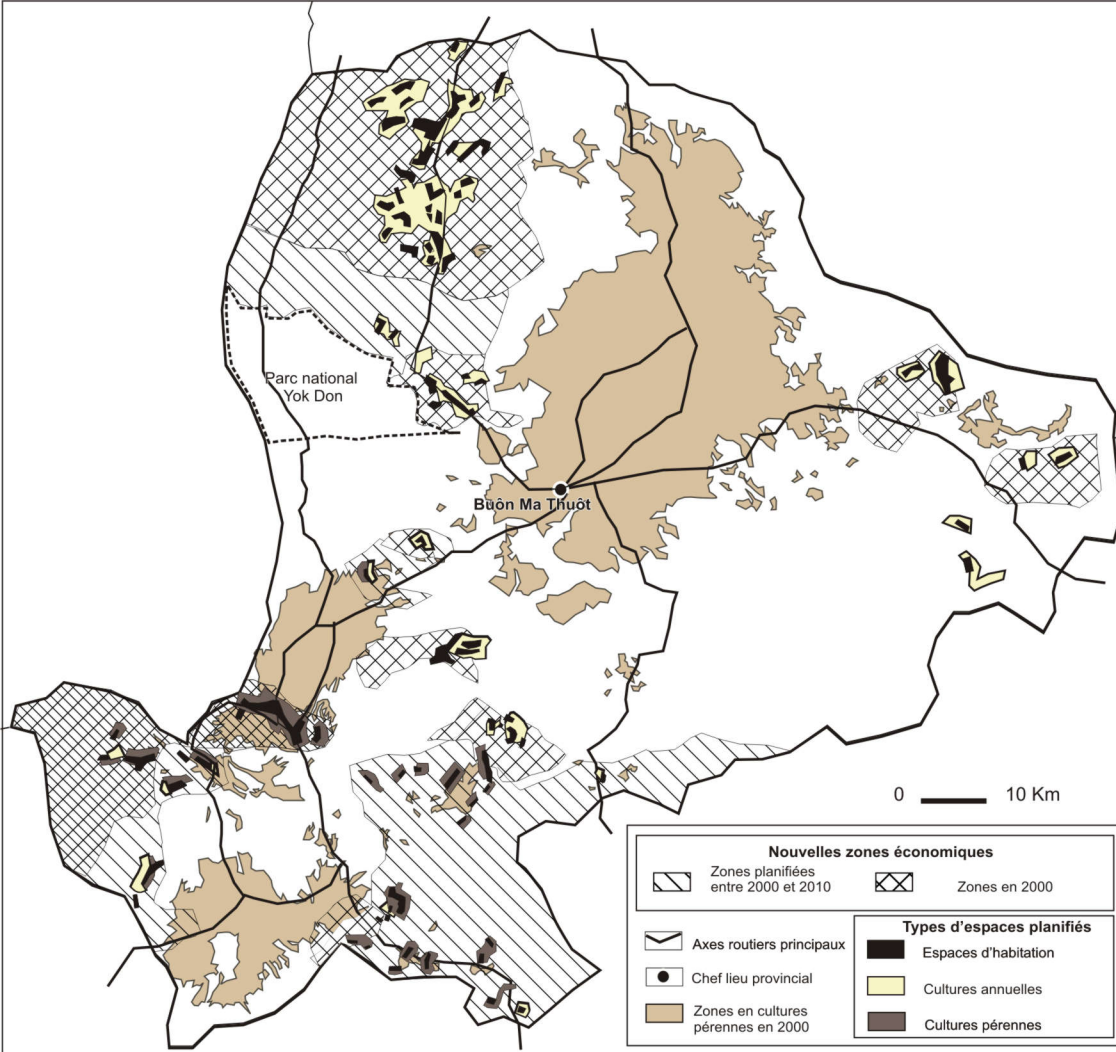 Parc national
Yok Don
Buôn Ma Thuôt
0 10 Km
Nouvelles zones économiques
Zones planifiées
entre 2000 et 2010
Zones en 2000
Axes routiers principaux
Chef lieu provincial
Zones en cultures
pérennes en 2000
Types d'espaces planifiés
Espaces d'habitation
Cultures annuelles
Cultures pérennes